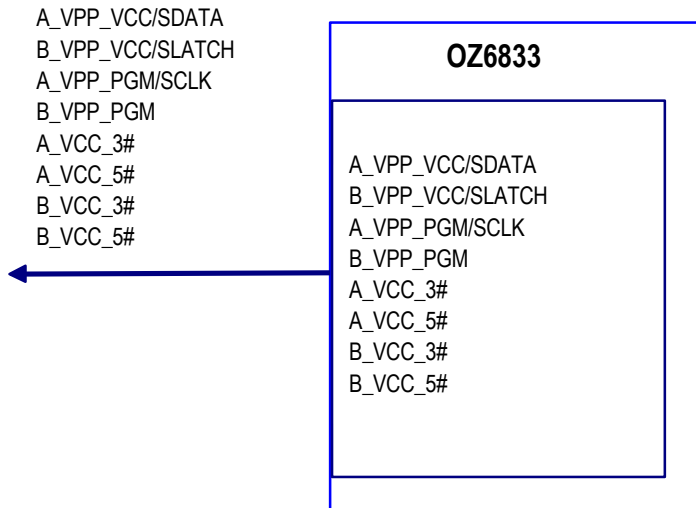 A_VPP_VCC/SDATA
B_VPP_VCC/SLATCH
A_VPP_PGM/SCLK
B_VPP_PGM
A_VCC_3#
A_VCC_5#
B_VCC_3#
B_VCC_5#
OZ6833
A_VPP_VCC/SDATA
B_VPP_VCC/SLATCH
A_VPP_PGM/SCLK
B_VPP_PGM
A_VCC_3#
A_VCC_5#
B_VCC_3#
B_VCC_5#